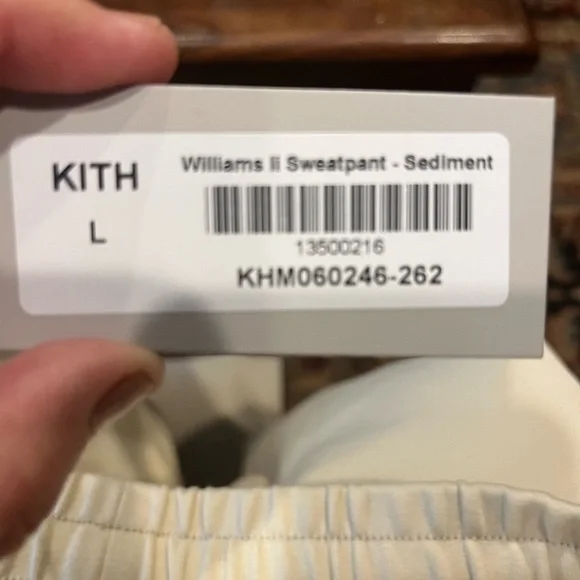 KITH
L
Williams Ii Sweatpant - Sediment
13500216
KHM060246-262